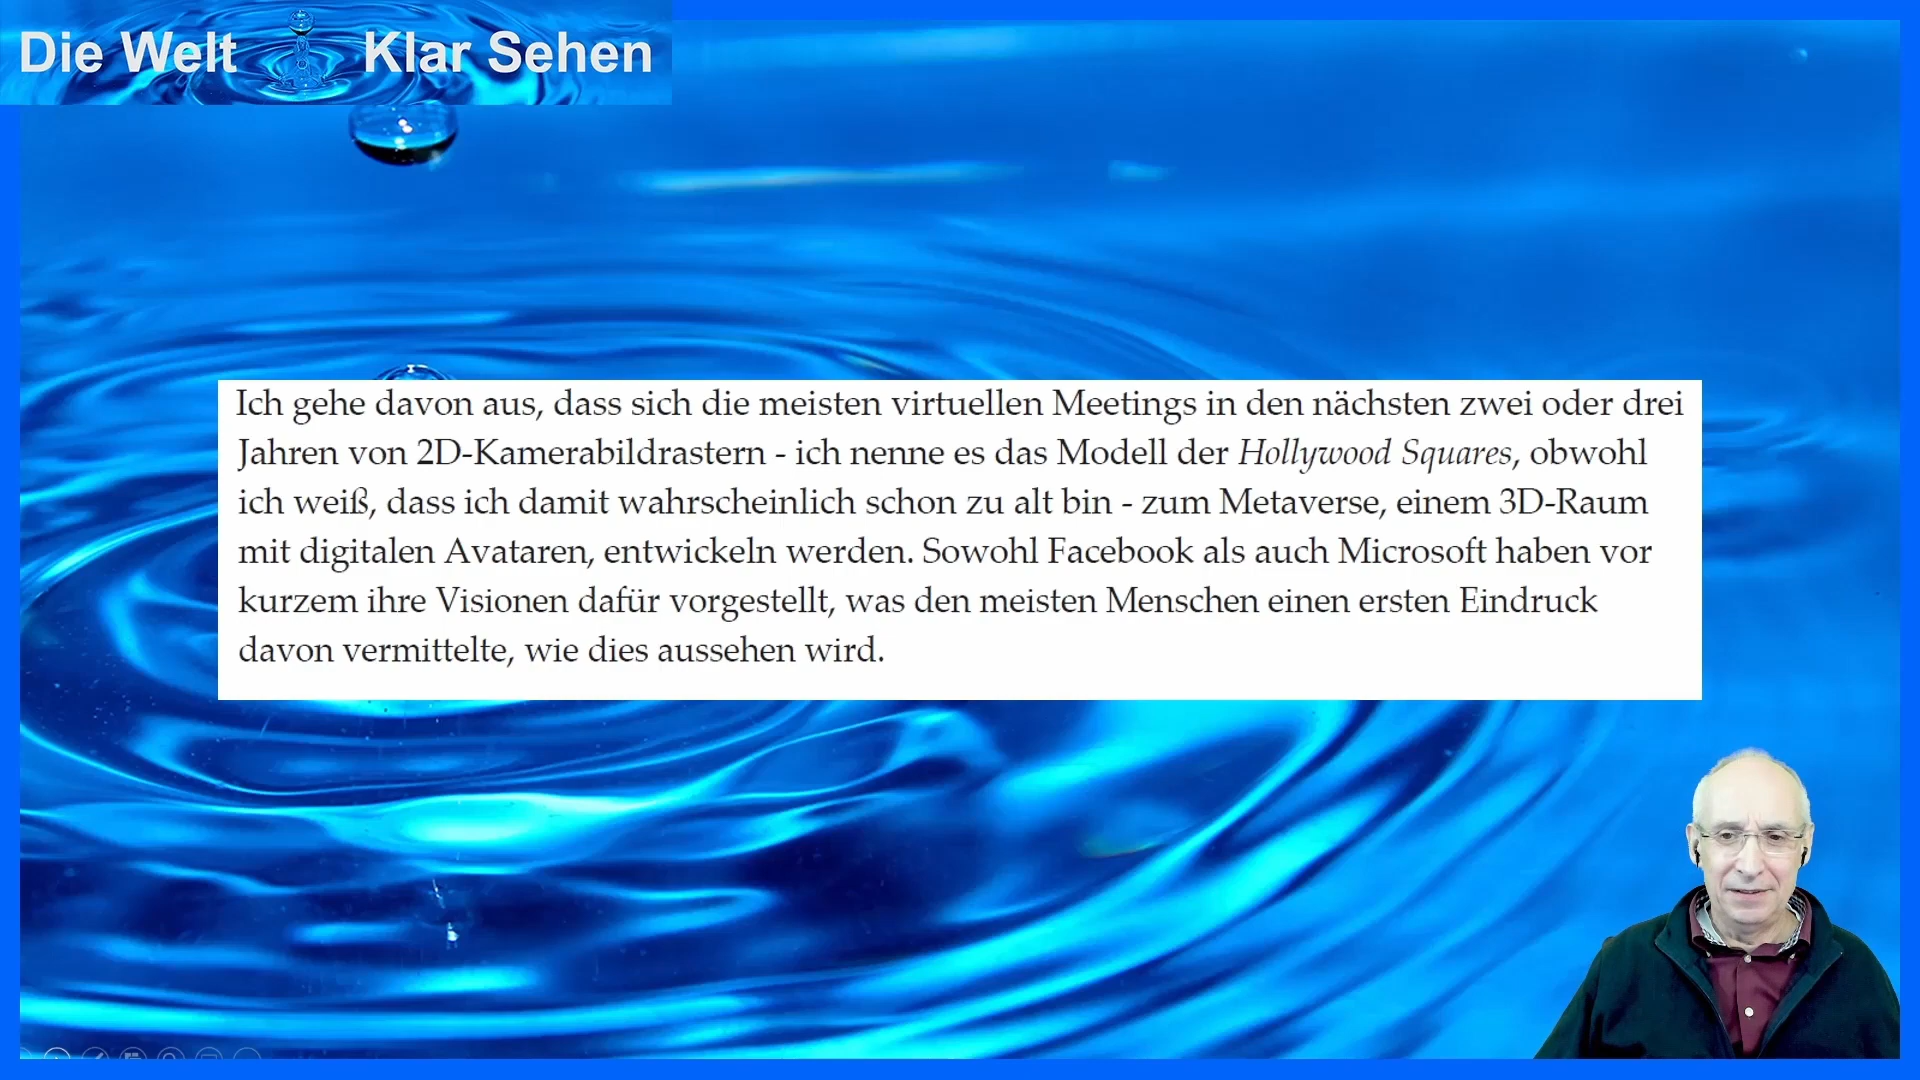 Die Welt Klar Sehen
Ich gehe davon aus, dass sich die meisten virtuellen Meetings in den nächsten zwei oder drei
Jahren von 2D-Kamerabildrastern - ich nenne es das Modell der Hollywood Squares, obwohl
ich weiß, dass ich damit wahrscheinlich schon zu alt bin - zum Metaverse, einem 3D-Raum
mit digitalen Avataren, entwickeln werden. Sowohl Facebook als auch Microsoft haben vor
kurzem ihre Visionen dafür vorgestellt, was den meisten Menschen einen ersten Eindruck
davon vermittelte, wie dies aussehen wird.